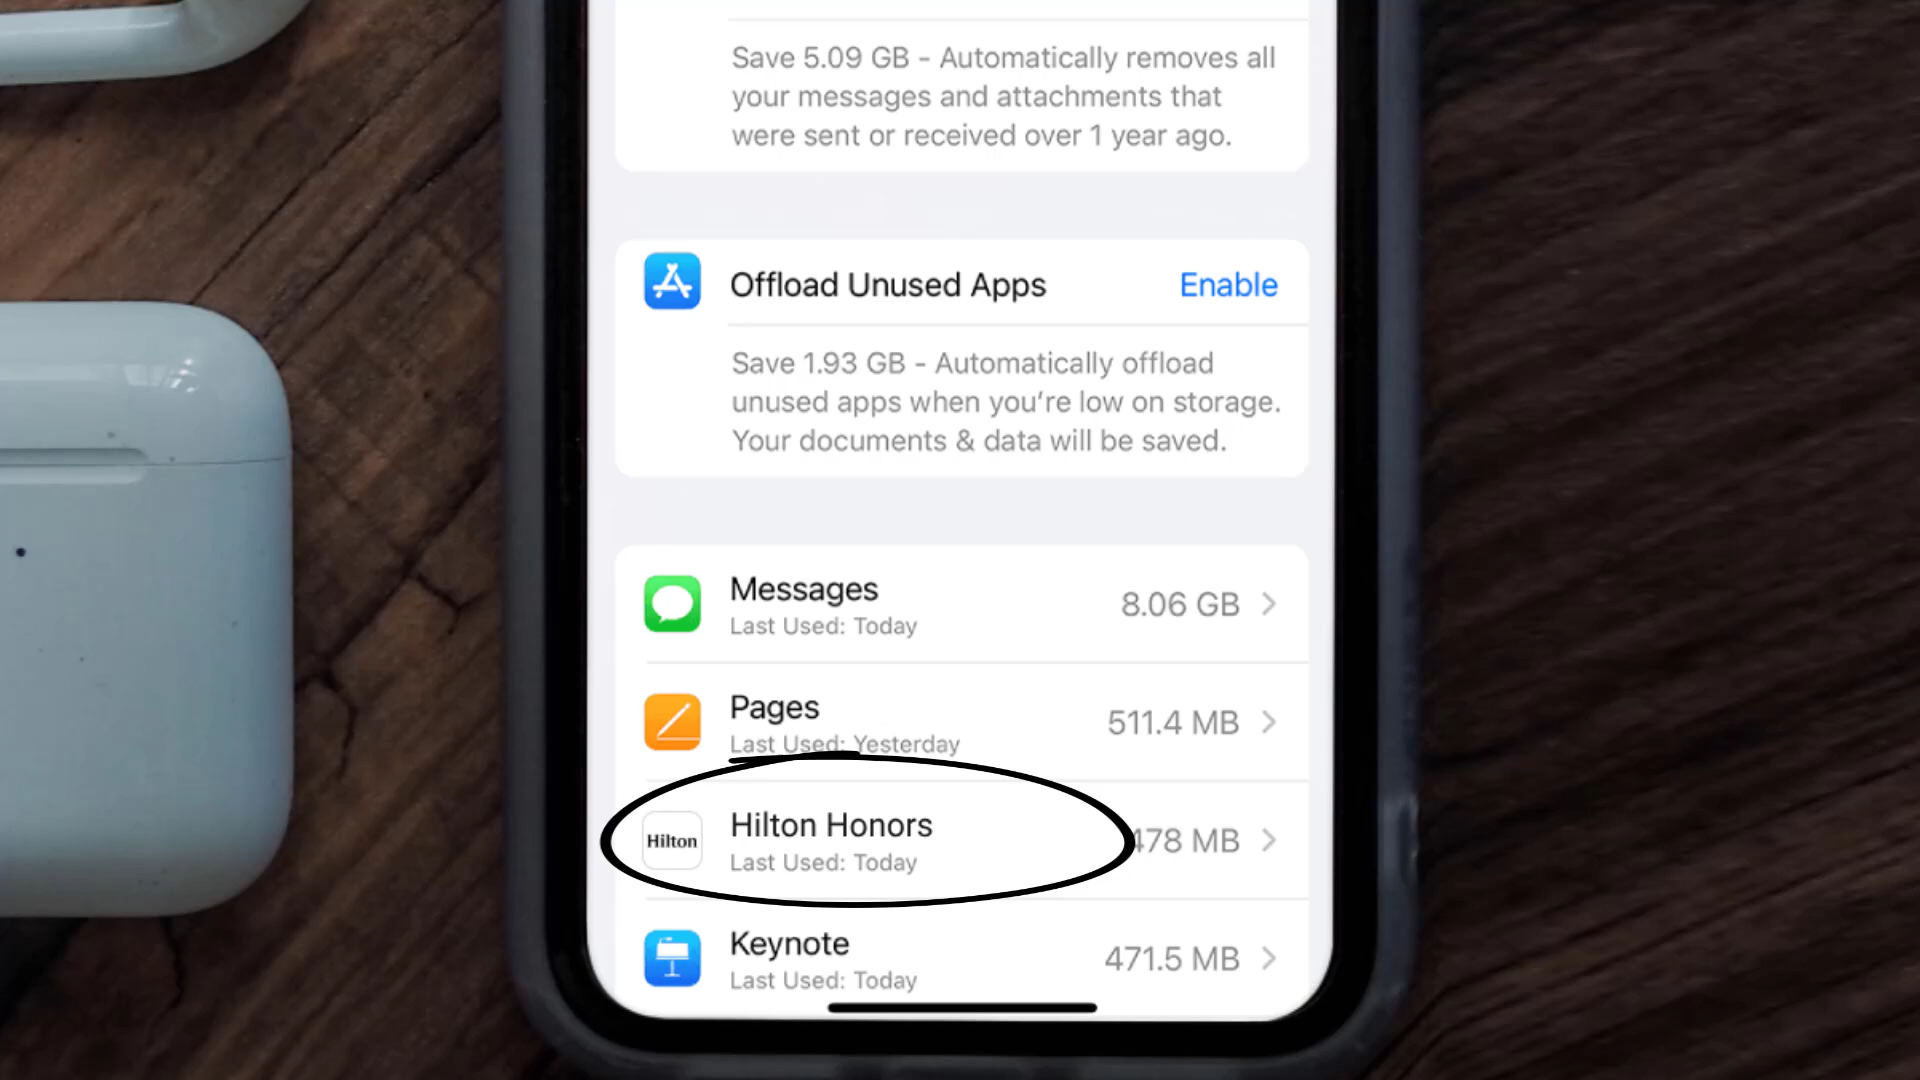 Save 5.09 GB - Automatically removes all
your messages and attachments that
were sent or received over 1 year ago.
Offload Unused Apps Enable
Save 1.93 GB - Automatically offload
unused apps when you're low on storage.
Your documents & data will be saved.
Messages
8.06 GB
Last Used: Today
Pages
511.4 MB
Last Used: Yesterday
Hilton
Hilton Honors
478 MB
Last Used: Today
Keynote
471.5 MB
Last Used: Today